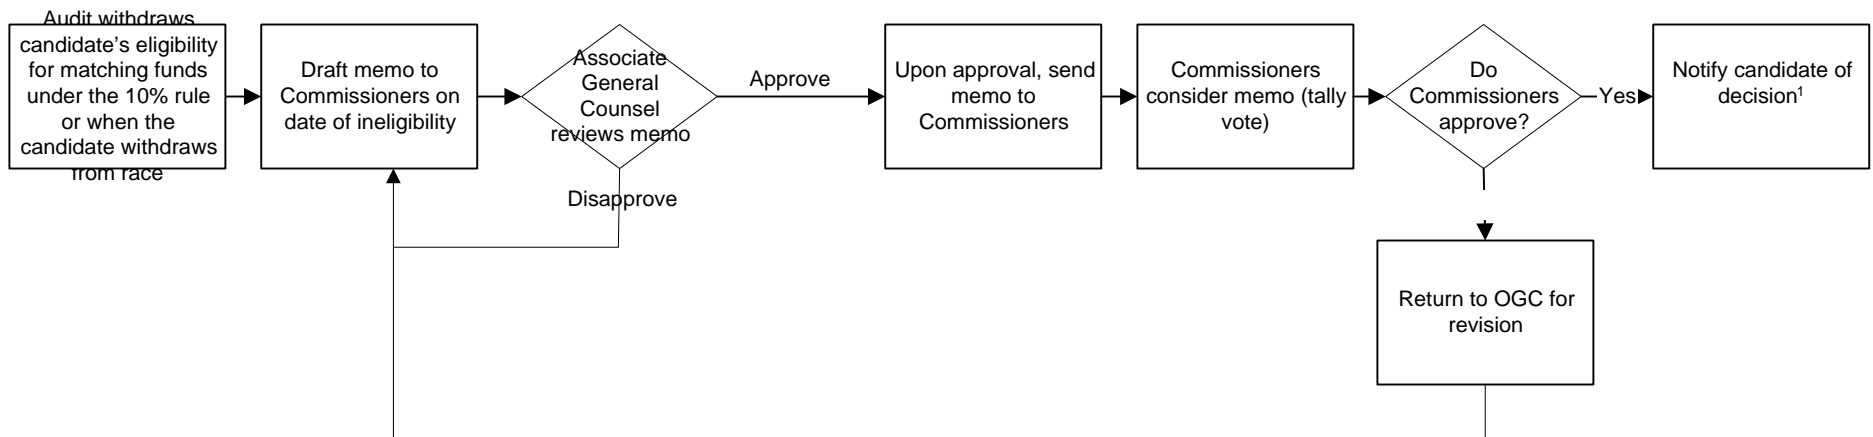 Audit withdraws
candidate’s eligibility
for matching funds
under the 10% rule
or when the
candidate withdraws
from race
Draft memo to
Commissioners on
date of ineligibility
Associate
General
Counsel
reviews memo
Approve
Disapprove
Upon approval, send
memo to
Commissioners
Commissioners
consider memo (tally
vote)
Do
Commissioners
approve?
Yes
Notify candidate of
decision¹
Return to OGC for
revision